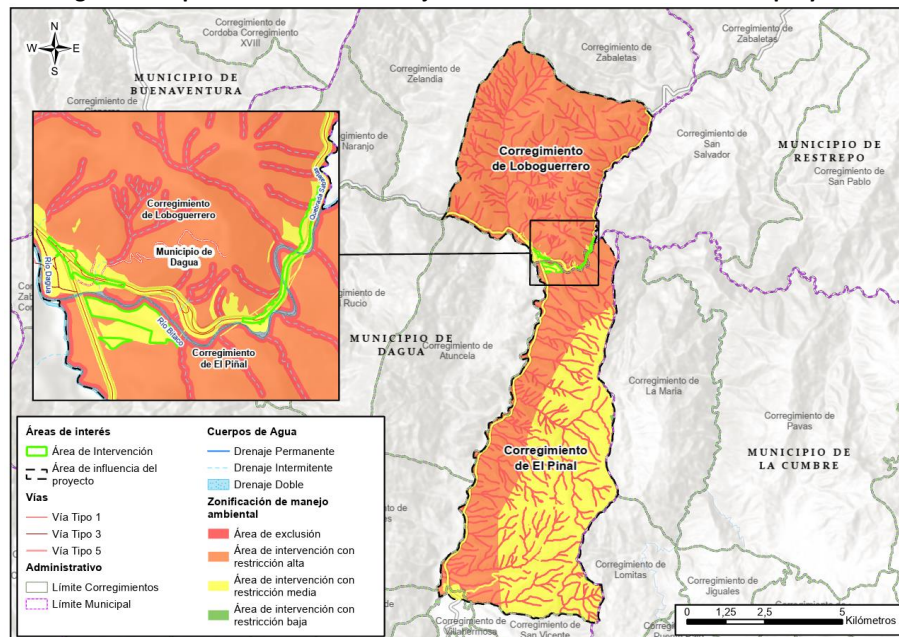 N
W E
S
Corregimiento de
Cordoba Corregimiento
XVIII
Corregimiento de
Zabaletas
Corregimiento de
Zabaletas
Corregimiento de
Zelandia
MUNICIPIO DE
BUENAVENTURA
Corregimiento de
Naranjo
Corregimiento
de Loboguerrero
Corregimiento de
San
Salvador
MUNICIPIO DE
RESTREPO
Corregimiento de
San Pablo
Quebrada
Corregimiento
de Loboguerrero
Municipio de
Dagua
Río Dagua
Río Bitaco
Corregimiento
de El Piñal
MUNICIPIO DE
DAGUA
Corregimiento de
Atuncela
Corregimiento de
La María
Corregimiento de
Pavas
MUNICIPIO DE
LA CUMBRE
Corregimiento
de El Pinal
Corregimiento de
Lomitas
Corregimiento de
Jiguales
Corregimiento
de Villahermosa
Corregimiento de
San Vicente
Áreas de interés
Área de Intervención
Área de influencia del
proyecto
Vías
Vía Tipo 1
Vía Tipo 3
Vía Tipo 5
Administrativo
Límite Corregimientos
Límite Municipal
Cuerpos de Agua
Drenaje Permanente
Drenaje Intermitente
Drenaje Doble
Zonificación de manejo
ambiental
Área de exclusión
Área de intervención con
restricción alta
Área de intervención con
restricción media
Área de intervención con
restricción baja
0 1,25 2,5 5
Kilómetros